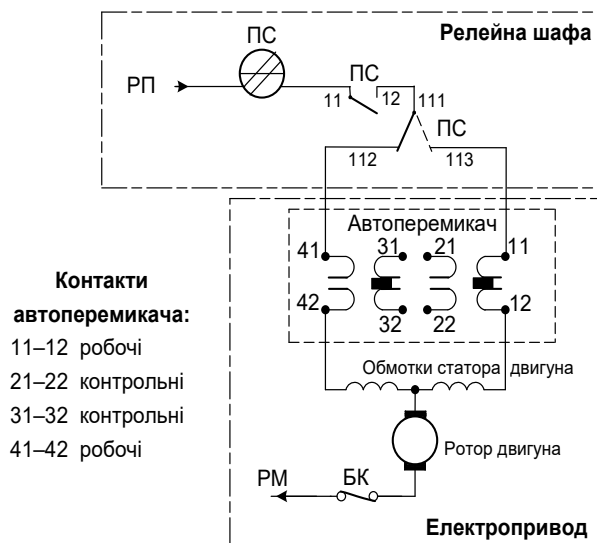 Релейна шафа
ПС
РП
ПС
11
12
111
ПС
112
113
Автоперемикач
41
31
21
11
42
32
22
12
Обмотки статора двигуна
Ротор двигуна
РМ
БК
Електропривод
Контакти
автоперемикача:
11–12 робочі
21–22 контрольні
31–32 контрольні
41–42 робочі